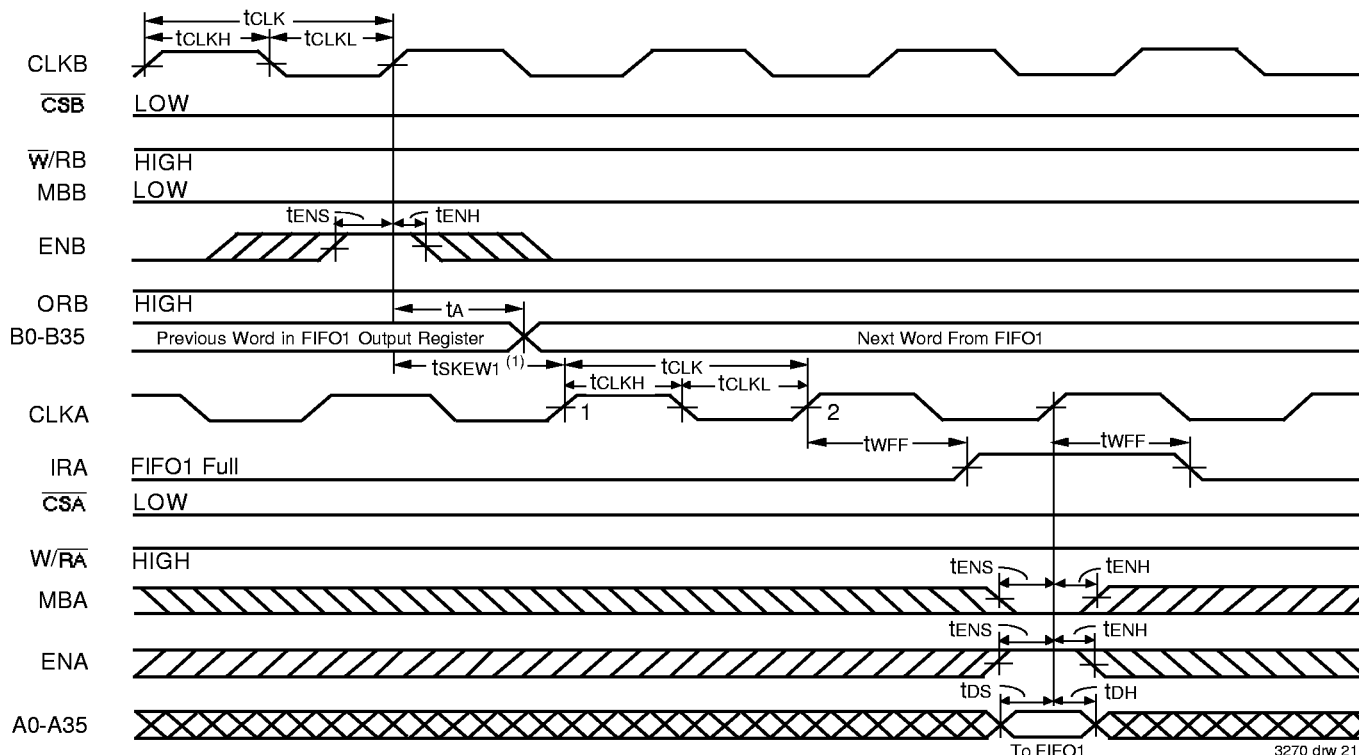 tCLK
tCLKH tCLKL
CLKB
CSB LOW
W/RB HIGH
MBB LOW
tENS tENH
ENB
ORB HIGH
tA
B0-B35 Previous Word in FIFO1 Output Register Next Word From FIFO1
tSKEW1 (1) tCLK
tCLKH tCLKL
CLKA 1 2
tWFF tWFF
IRA FIFO1 Full
CSA LOW
W/RA HIGH
tENS tENH
MBA
tENS tENH
ENA
tDS tDH
A0-A35
To FIFO1
3270 drw 21